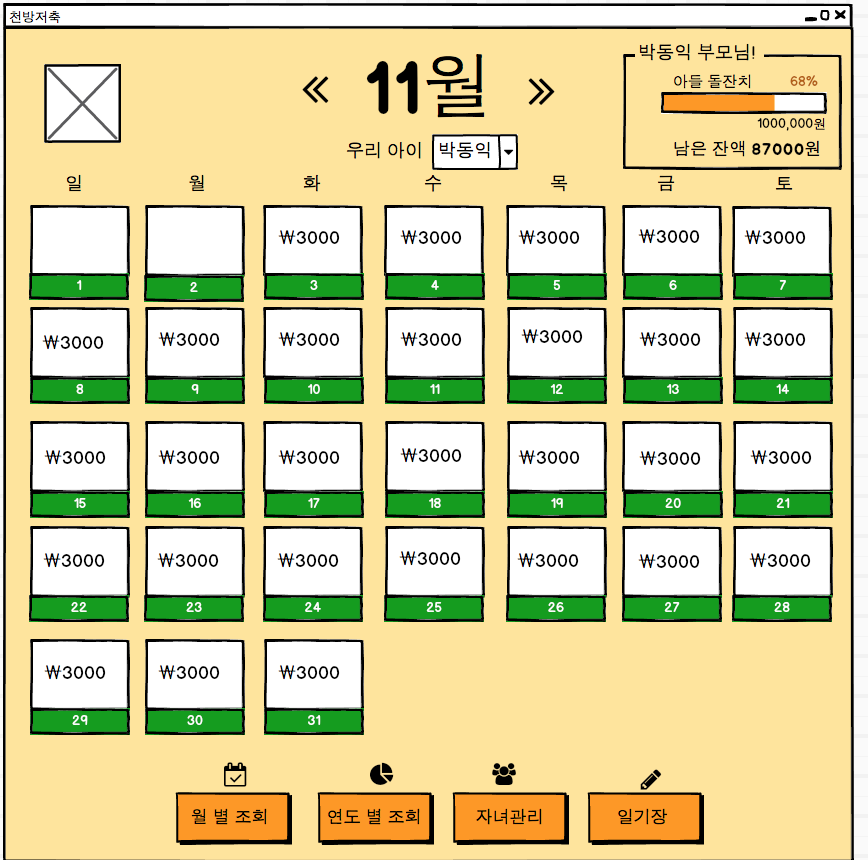 천방저축
« 11월 »
우리 아이 박동익
박동익 부모님!
아들 돌잔치 68%
1000,000원
남은 잔액 87000원
일 월 화 수 목 금 토
₩3000 ₩3000 ₩3000 ₩3000 ₩3000
1 2 3 4 5 6 7
₩3000 ₩3000 ₩3000 ₩3000 ₩3000 ₩3000 ₩3000
8 9 10 11 12 13 14
₩3000 ₩3000 ₩3000 ₩3000 ₩3000 ₩3000 ₩3000
15 16 17 18 19 20 21
₩3000 ₩3000 ₩3000 ₩3000 ₩3000 ₩3000 ₩3000
22 23 24 25 26 27 28
₩3000 ₩3000 ₩3000
29 30 31
월 별 조회 연도 별 조회 자녀관리 일기장